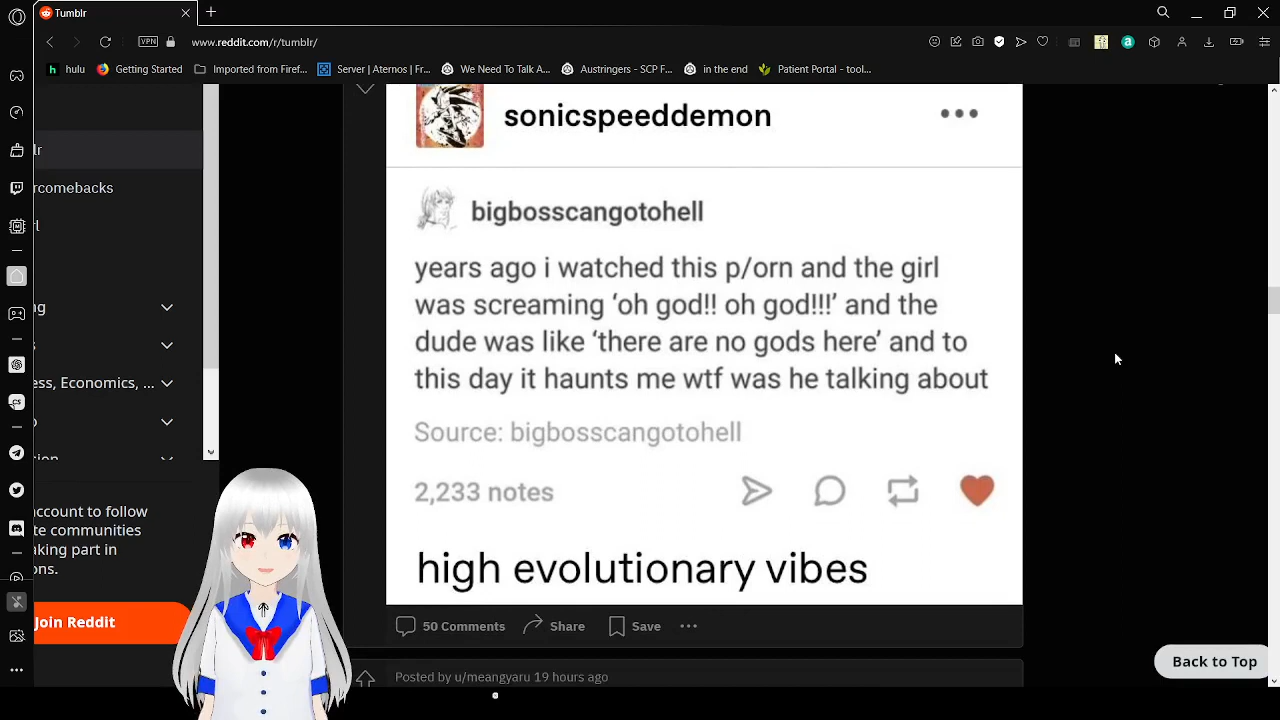 Tumblr
www.reddit.com/r/tumblr/
VPN
hulu
Getting Started
Imported from Firef...
Server | Aternos | Fr...
We Need To Talk A...
Austringers - SCP F...
in the end
Patient Portal - tool...
lr
rcomebacks
l
g
s
ess, Economics, ...
o
ion
account to follow
te communities
aking part in
ons.
Join Reddit
sonicspeeddemon
bigbosscangotohell
years ago i watched this p/orn and the girl
was screaming ‘oh god!! oh god!!!’ and the
dude was like ‘there are no gods here’ and to
this day it haunts me wtf was he talking about
Source: bigbosscangotohell
2,233 notes
high evolutionary vibes
50 Comments
Share
Save
Posted by u/meangyaru 19 hours ago
Back to Top